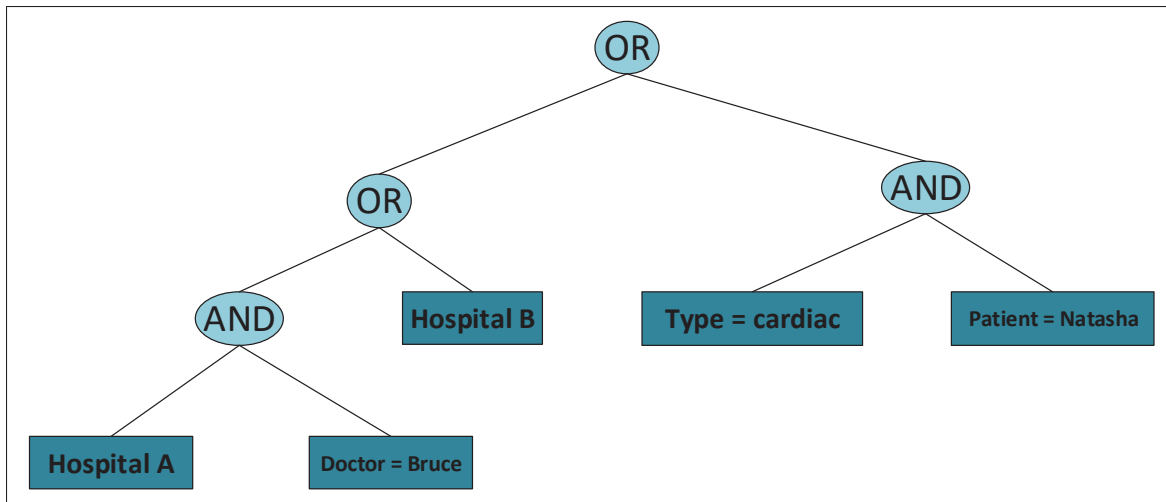 OR
OR
AND
AND
Hospital B
Type = cardiac
Patient = Natasha
Hospital A
Doctor = Bruce